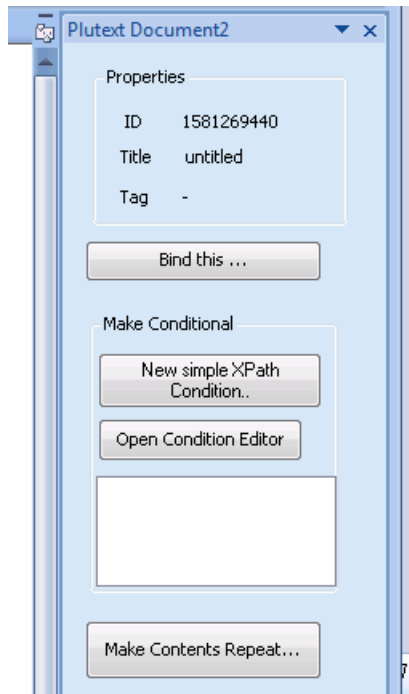 Plutext Document2
Properties
ID 1581269440
Title untitled
Tag -
Bind this ...
Make Conditional
New simple XPath
Condition..
Open Condition Editor
Make Contents Repeat...